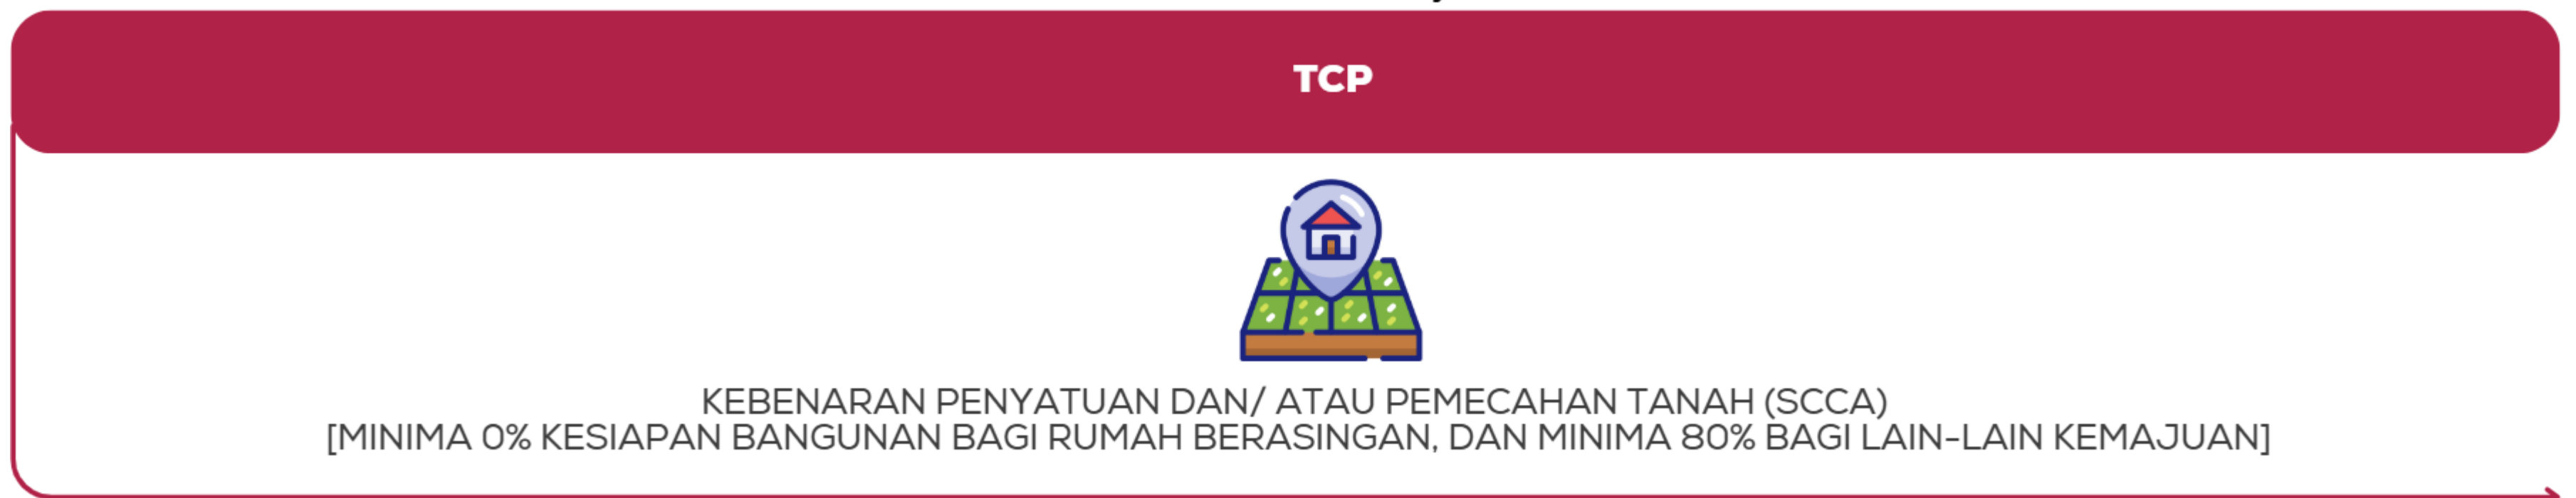 TCP
KEBENARAN PENYATUAN DAN/ ATAU PEMECAHAN TANAH (SCCA)
[MINIMA 0% KESIAPAN BANGUNAN BAGI RUMAH BERASINGAN, DAN MINIMA 80% BAGI LAIN-LAIN KEMAJUAN]